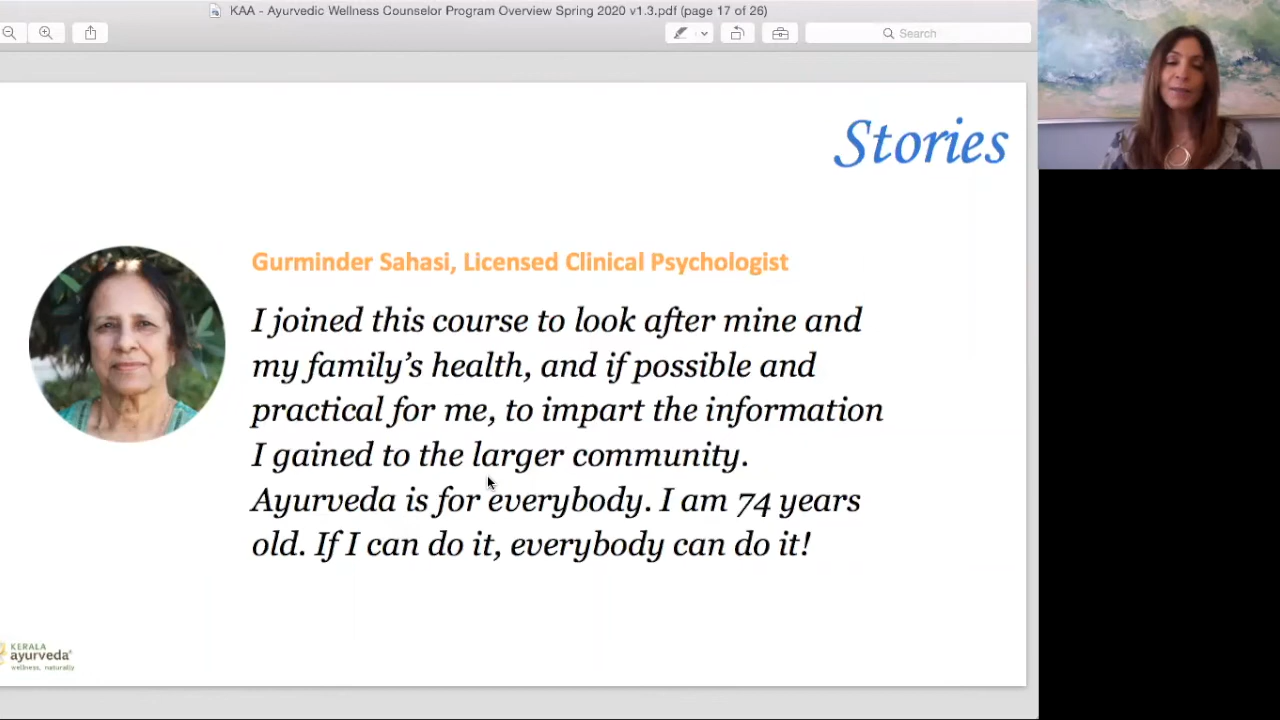 KAA - Ayurvedic Wellness Counselor Program Overview Spring 2020 v1.3.pdf (page 17 of 26)
Search
Stories
Gurminder Sahasi, Licensed Clinical Psychologist
I joined this course to look after mine and
my family's health, and if possible and
practical for me, to impart the information
I gained to the larger community.
Ayurveda is for everybody. I am 74 years
old. If I can do it, everybody can do it!
KERALA
ayurveda®
wellness, naturally